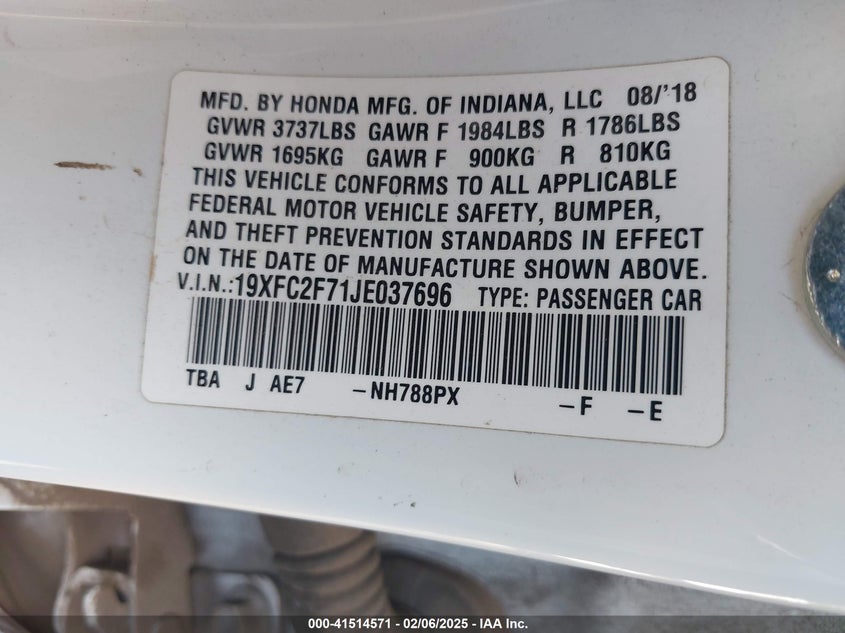 MFD. BY HONDA MFG. OF INDIANA, LLC 08/'18
GVWR 3737LBS GAWR F 1984LBS R 1786LBS
GVWR 1695KG GAWR F 900KG R 810KG
THIS VEHICLE CONFORMS TO ALL APPLICABLE
FEDERAL MOTOR VEHICLE SAFETY, BUMPER,
AND THEFT PREVENTION STANDARDS IN EFFECT
ON THE DATE OF MANUFACTURE SHOWN ABOVE.
V.I.N.:19XFC2F71JE037696 TYPE: PASSENGER CAR
TBA J AE7 -NH788PX -F -E
000-41514571 - 02/06/2025 - IAA Inc.